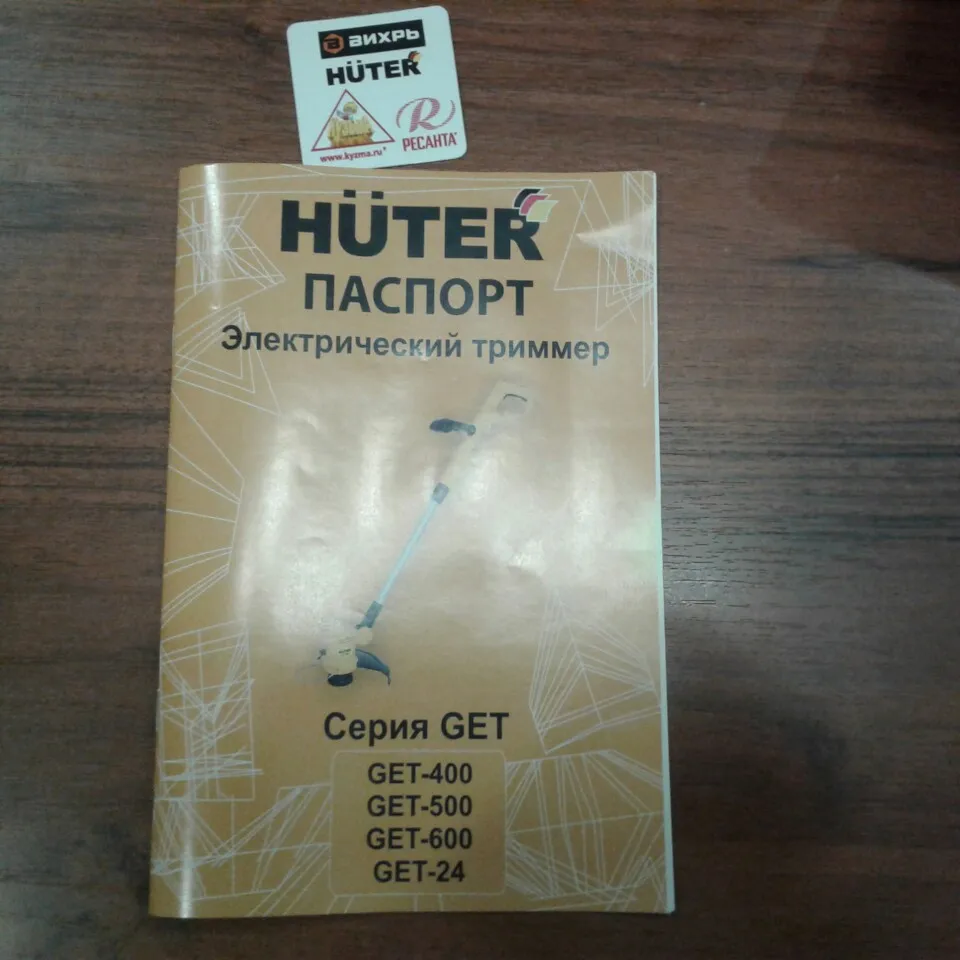 ВИХРЬ
HÜTER
www.kyzma.ru
РЕСАНТА
HÜTER
ПАСПОРТ
Электрический триммер
Серия GET
GET-400
GET-500
GET-600
GET-24